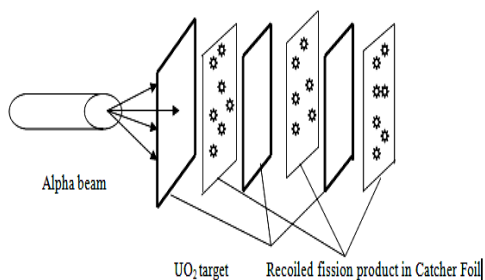 Alpha beam
UO₂ target
Recoiled fission product in Catcher Foil